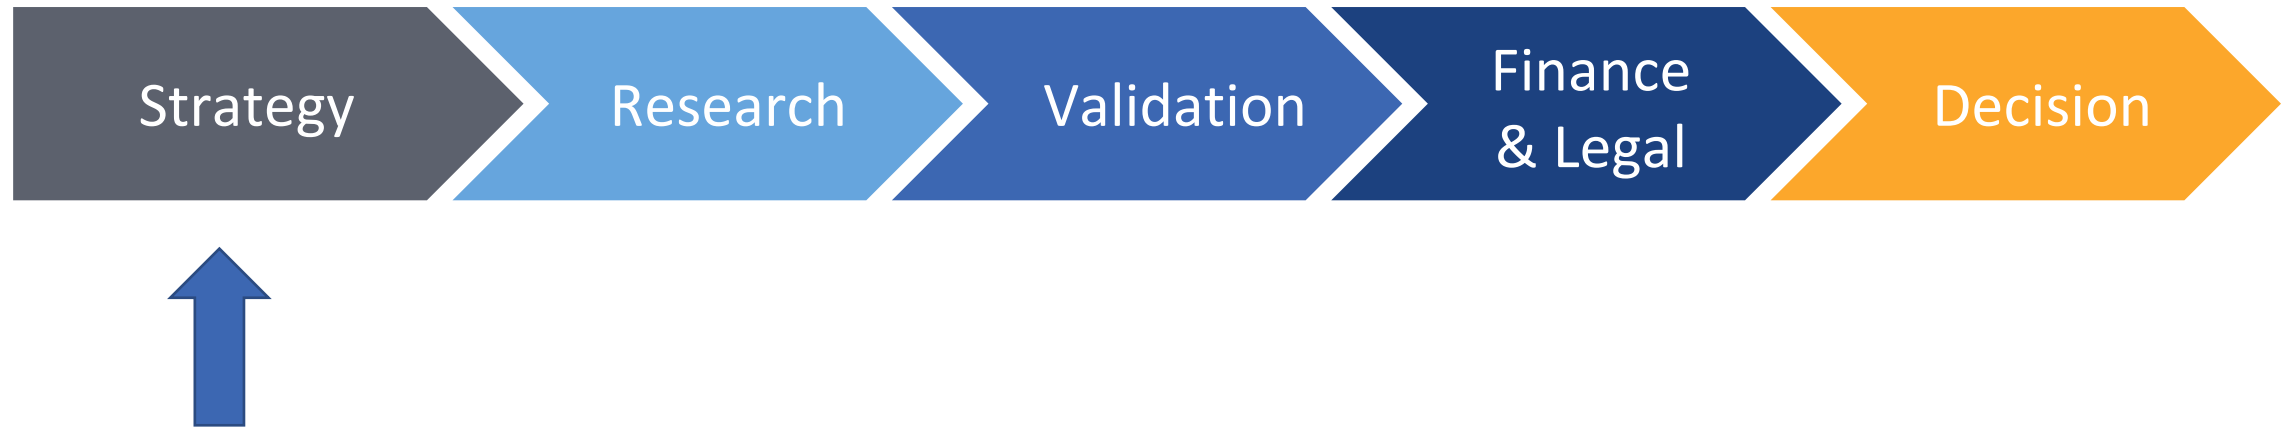 Strategy
Research
Validation
Finance
& Legal
Decision